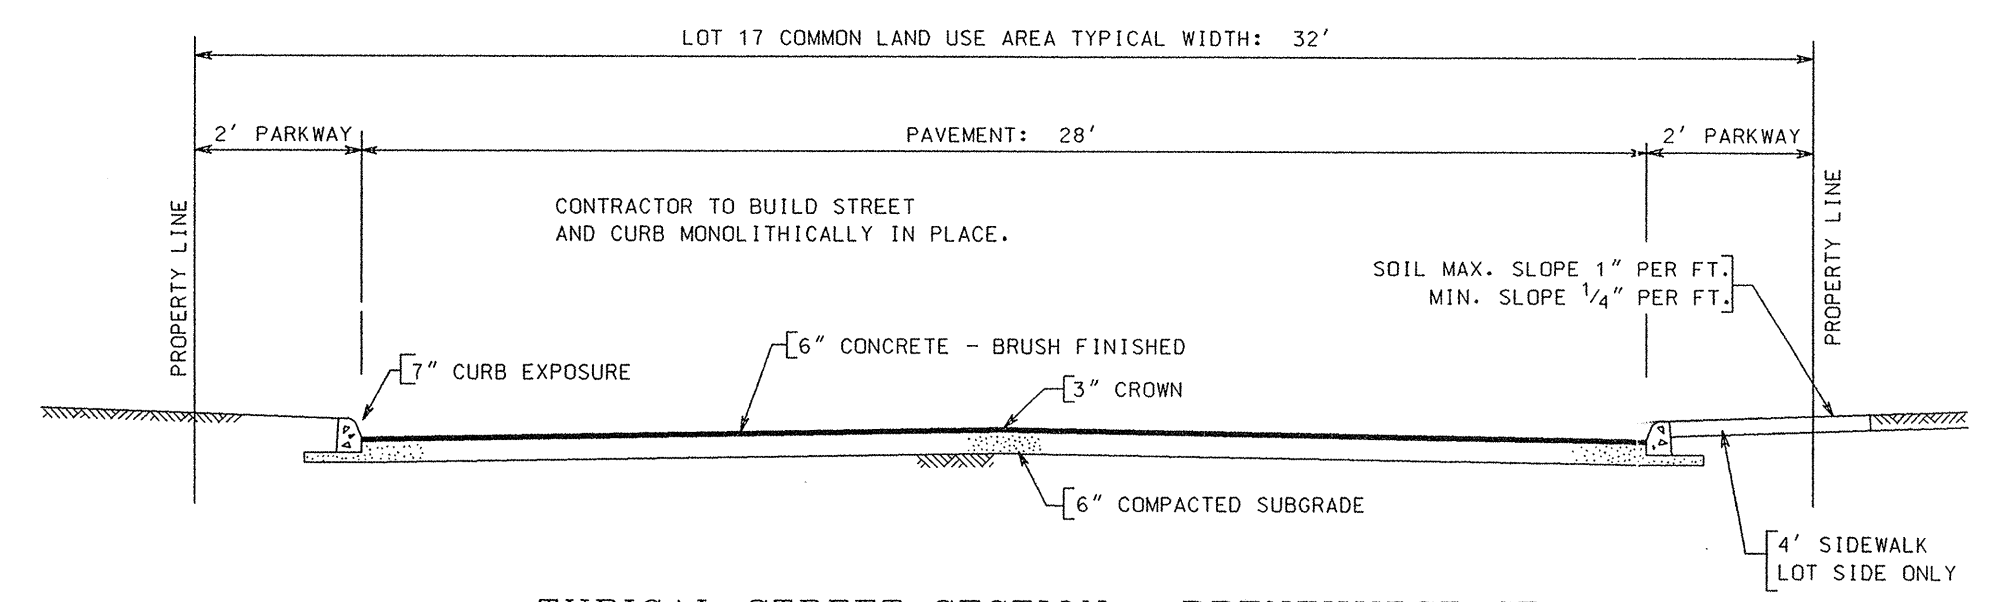 LOT 17 COMMON LAND USE AREA TYPICAL WIDTH: 32'
2' PARKWAY
PAVEMENT: 28'
2' PARKWAY
PROPERTY LINE
CONTRACTOR TO BUILD STREET
AND CURB MONOLITHICALLY IN PLACE.
PROPERTY LINE
SOIL MAX. SLOPE 1" PER FT.
MIN. SLOPE 1/4" PER FT.
6" CONCRETE - BRUSH FINISHED
7" CURB EXPOSURE
3" CROWN
6" COMPACTED SUBGRADE
4' SIDEWALK
LOT SIDE ONLY
TYPICAL STREET SECTION